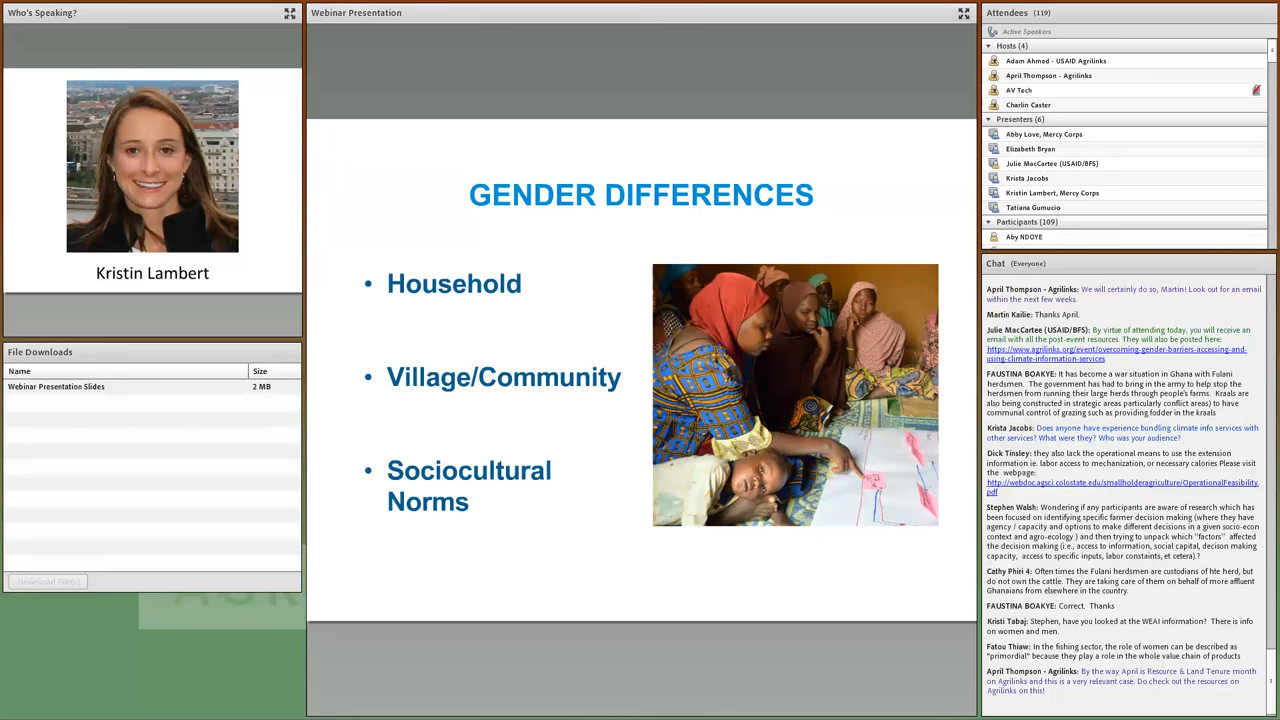 Who's Speaking?
Kristin Lambert
File Downloads
Name Size
Webinar Presentation Slides 2 MB
Download File(s)
Webinar Presentation
GENDER DIFFERENCES
• Household
• Village/Community
• Sociocultural
Norms
Attendees (119)
Active Speakers
Hosts (4)
Adam Ahmed - USAID Agrilinks
April Thompson - Agrilinks
AV Tech
Charlin Caster
Presenters (6)
Abby Love, Mercy Corps
Elizabeth Bryan
Julie MacCartee (USAID/BFS)
Krista Jacobs
Kristin Lambert, Mercy Corps
Tatiana Gumucio
Participants (109)
Aby NDOYE
Chat (Everyone)
April Thompson - Agrilinks: We will certainly do so, Martin! Look out for an email
within the next few weeks.
Martin Kailie: Thanks April.
Julie MacCartee (USAID/BFS): By virtue of attending today, you will receive an
email with all the post-event resources. They will also be posted here:
https://www.agrilinks.org/event/overcoming-gender-barriers-accessing-and-
using-climate-information-services
FAUSTINA BOAKYE: It has become a war situation in Ghana with Fulani
herdsmen. The government has had to bring in the army to help stop the
herdsmen from running their large herds through people's farms. Kraals are
also being constructed in strategic areas particularly conflict areas) to have
communal control of grazing such as providing fodder in the kraals
Krista Jacobs: Does anyone have experience bundling climate info services with
other services? What were they? Who was your audience?
Dick Tinsley: they also lack the operational means to use the extension
information ie. labor access to mechanization, or necessary calories Please visit
the webpage:
http://webdoc.agsci.colostate.edu/smallholderagriculture/OperationalFeasibility.
pdf
Stephen Walsh: Wondering if any participants are aware of research which has
been focused on identifying specific farmer decision making (where they have
agency / capacity and options to make different decisions in a given socio-econ
context and agro-ecology ) and then trying to unpack which "factors" affected
the decision making (i.e., access to information, social capital, decison making
capacity, access to specific inputs, labor constaints, et cetera).?
Cathy Phiri 4: Often times the Fulani herdsmen are custodians of hte herd, but
do not own the cattle. They are taking care of them on behalf of more affluent
Ghanaians from elsewhere in the country.
FAUSTINA BOAKYE: Correct. Thanks
Kristi Tabaj: Stephen, have you looked at the WEAI information? There is info
on women and men.
Fatou Thiaw: In the fishing sector, the role of women can be described as
"primordial" because they play a role in the whole value chain of products
April Thompson - Agrilinks: By the way April is Resource & Land Tenure month
on Agrilinks and this is a very relevant case. Do check out the resources on
Agrilinks on this!